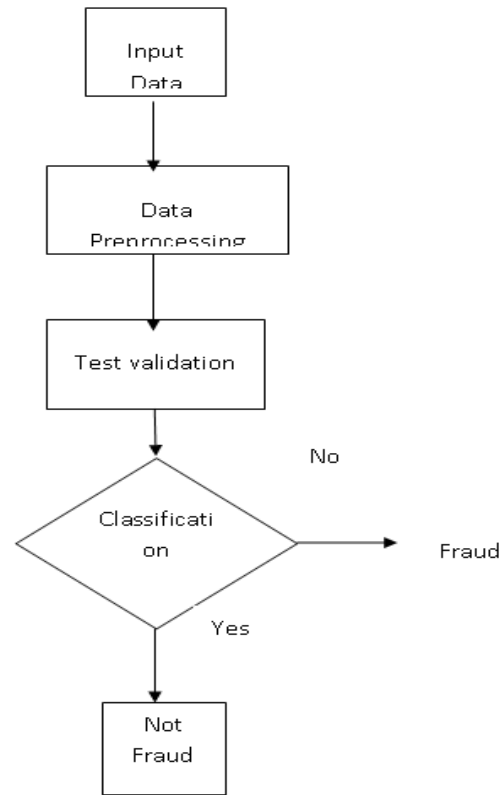 Input
Data
Data
Preprocessing
Test validation
No
Classificati
on
Fraud
Yes
Not
Fraud